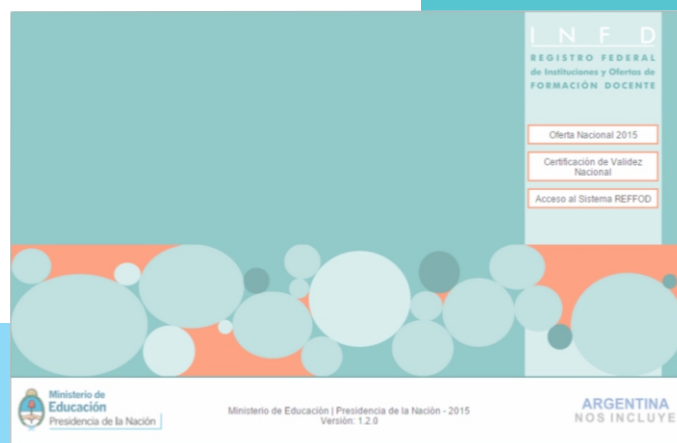 INFD
REGISTRO FEDERAL
de Instituciones y Ofertas de
FORMACIÓN DOCENTE
Oferta Nacional 2015
Certificación de Validez
Nacional
Acceso al Sistema REFFOD
Ministerio de
Educación
Presidencia de la Nación
Ministerio de Educación | Presidencia de la Nación - 2015
Versión: 1.2.0
ARGENTINA
NOS INCLUYE